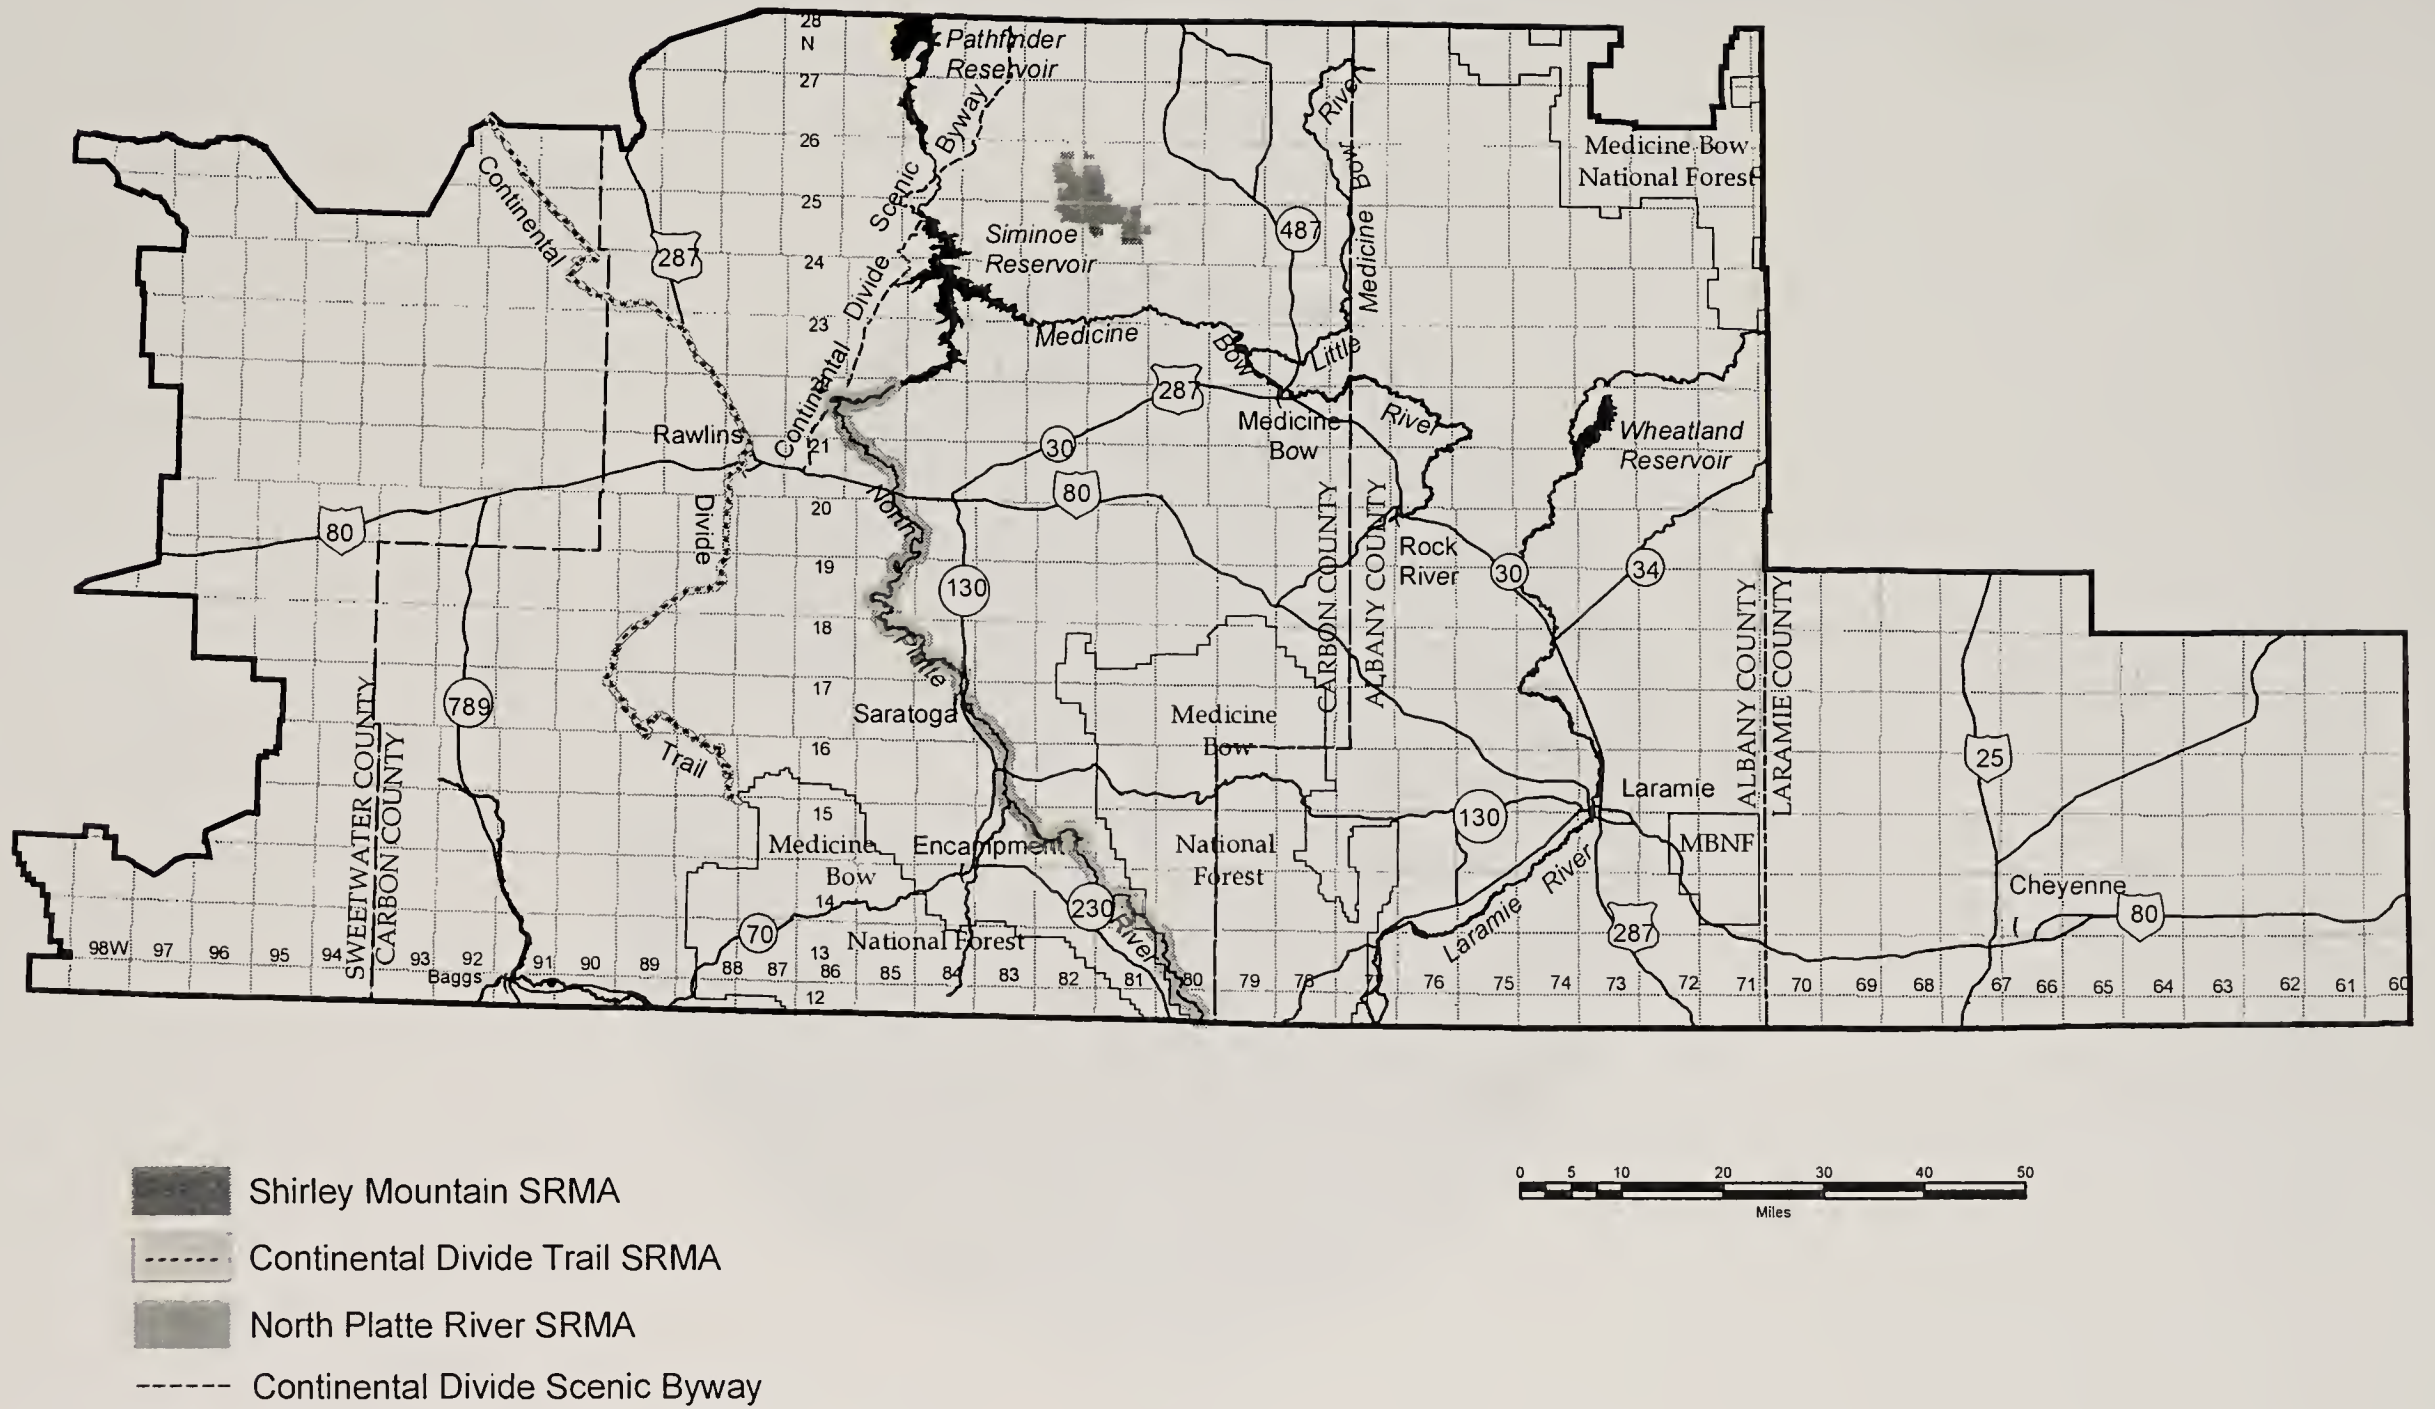 28
N
Pathfinder
Reservoir
27
Byway
River
26
Medicine Bow
National Forest
Continental
Scenic
Bow
25
487
Siminoe
Reservoir
287
24
Divide
Medicine
23
Medicine
Bow
Little
Continental
287
Medicine
Bow
River
Wheatland
Reservoir
Rawlins
21
30
80
North
Divide
20
80
CARBON COUNTY
ALBANY COUNTY
Rock
River
30
34
19
130
18
Platte
17
789
Saratoga
Medicine
Bow
16
Trail
SWEETWATER COUNTY
CARBON COUNTY
ALBANY COUNTY
LARAMIE COUNTY
25
Laramie
15
130
Medicine
Bow
Encampment
National
Forest
MBNF
14
230
River
River
Laramie
Cheyenne
80
70
National Forest
287
13
98W 97 96 95 94 93 92 91 90 89 88 87 86 85 84 83 82 81 80 79 78 77 76 75 74 73 72 71 70 69 68 67 66 65 64 63 62 61 60
Baggs
12
Shirley Mountain SRMA
Continental Divide Trail SRMA
North Platte River SRMA
Continental Divide Scenic Byway
0 5 10 20 30 40 50
Miles